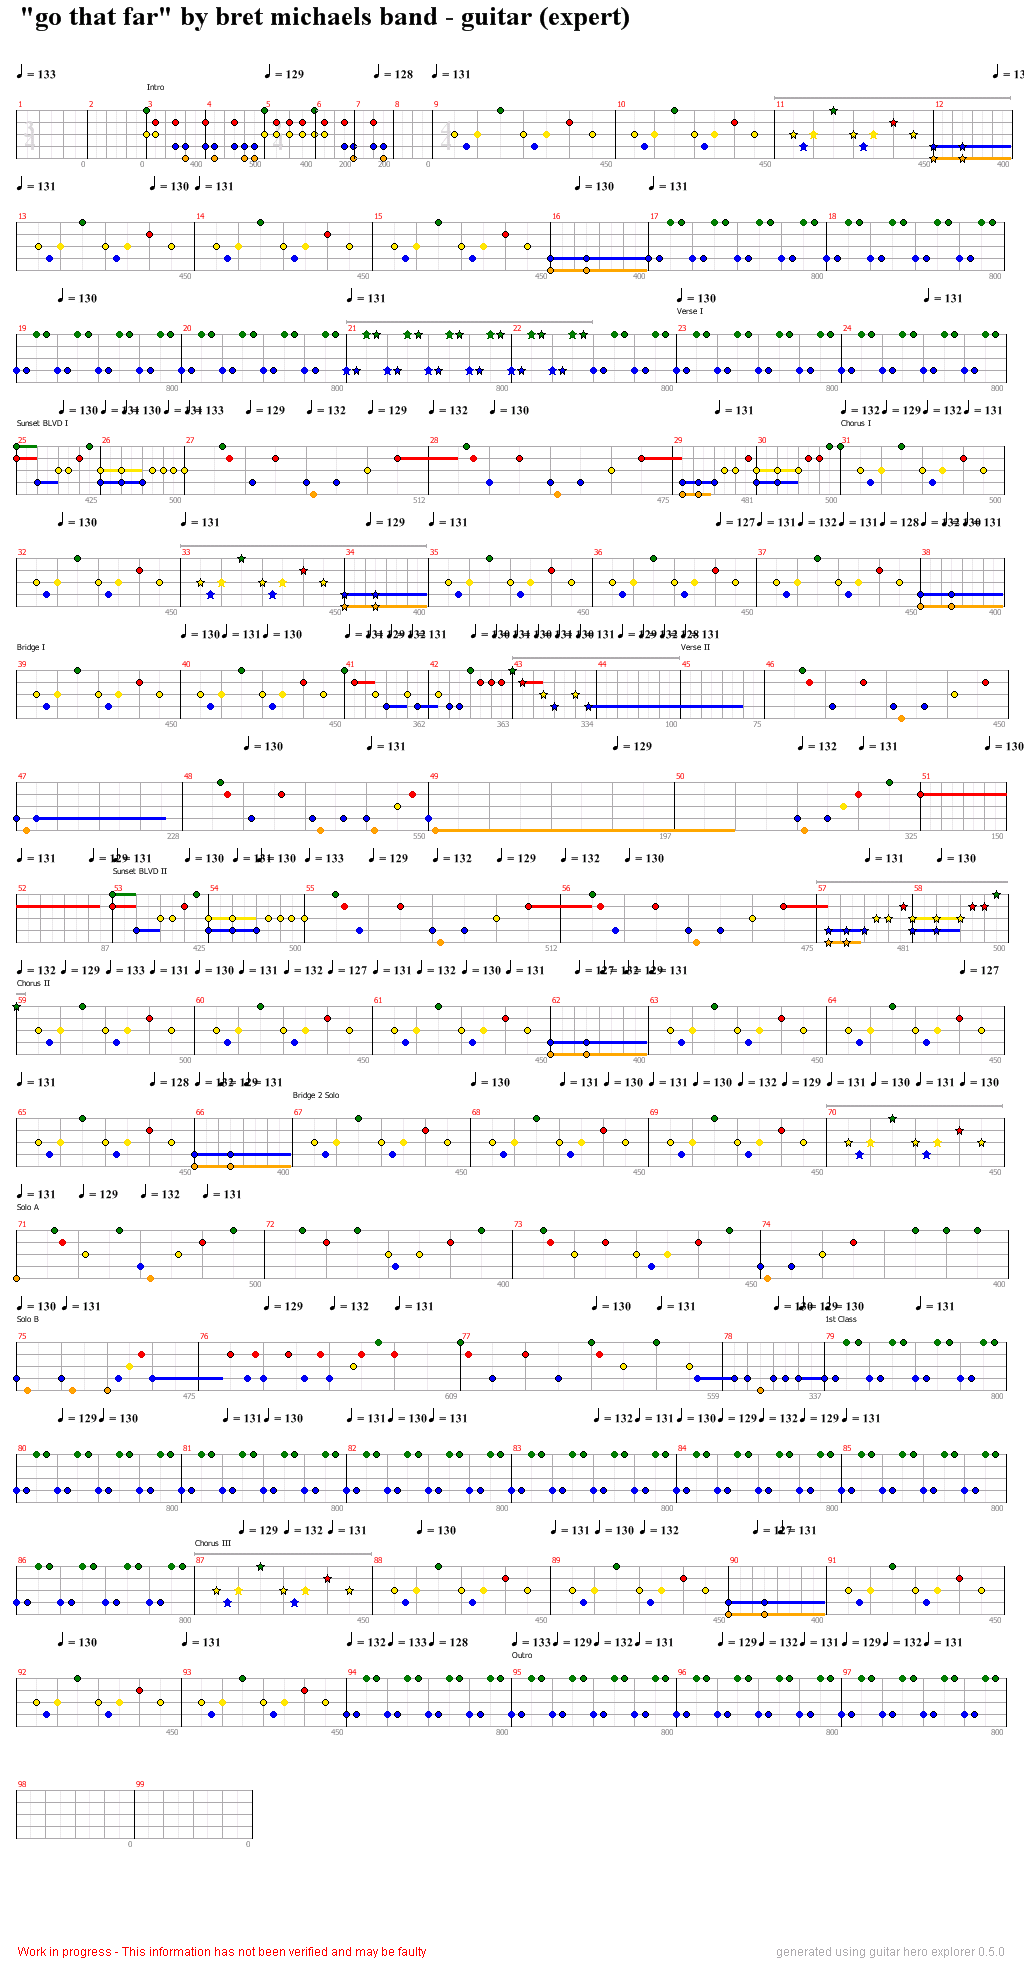 "go that far" by bret michaels band - guitar (expert)
= 133 = 129 = 128 = 131
Intro
1 2 3 4 5 6 7 8 9 10 11 12
0 0 400 500 400 200 200 0 450 450 450 400
= 131 = 130 = 131 = 130 = 131
13 14 15 16 17 18
450 450 450 400 800 800
= 130 = 131 = 130 = 131
Verse I
19 20 21 22 23 24
800 800 800 800 800 800
= 130 = 130 = 133 = 129 = 132 = 129 = 132 = 130 = 131 = 132 = 129 = 132 = 131
Sunset BLVD I Chorus I
25 26 27 28 29 30 31
425 500 512 475 481 500 500
= 130 = 131 = 129 = 131 = 127 = 131 = 132 = 131 = 128 = 131
32 33 34 35 36 37 38
450 450 400 450 450 450 400
= 130 = 131 = 130 = 131 = 131 = 131
Bridge I Verse II
39 40 41 42 43 44 45 46
450 450 362 363 334 100 75 450
= 130 = 131 = 129 = 132 = 131 = 130
47 48 49 50 51
228 550 197 325 150
= 131 = 129 = 131 = 130 = 131 = 130 = 133 = 129 = 132 = 129 = 132 = 130 = 131 = 130
Sunset BLVD II
52 53 54 55 56 57 58
87 425 500 512 475 481 500
= 132 = 129 = 133 = 131 = 130 = 131 = 132 = 127 = 131 = 132 = 130 = 131 = 127 = 132 = 129 = 131 = 127
Chorus II
59 60 61 62 63 64
500 450 450 400 450 450
= 131 = 128 = 132 = 129 = 131 = 130 = 131 = 130 = 131 = 130 = 132 = 129 = 131 = 130 = 131 = 130
Bridge 2 Solo
65 66 67 68 69 70
450 400 450 450 450 450
= 131 = 129 = 132 = 131
Solo A
71 72 73 74
500 400 450 400
= 130 = 131 = 129 = 132 = 131 = 130 = 131 = 130 = 129 = 130 = 131
Solo B 1st Class
75 76 77 78 79
475 609 559 337 800
= 129 = 130 = 131 = 130 = 131 = 130 = 131 = 132 = 131 = 130 = 129 = 132 = 129 = 131
80 81 82 83 84 85
800 800 800 800 800 800
= 129 = 132 = 131 = 130 = 131 = 130 = 132 = 127 = 131
Chorus III
86 87 88 89 90 91
800 450 450 450 400 450
= 130 = 131 = 132 = 133 = 128 = 133 = 129 = 132 = 131 = 129 = 132 = 131 = 129 = 132 = 131
Outro
92 93 94 95 96 97
450 450 800 800 800 800
98 99
0 0
Work in progress - This information has not been verified and may be faulty
generated using guitar hero explorer 0.5.0